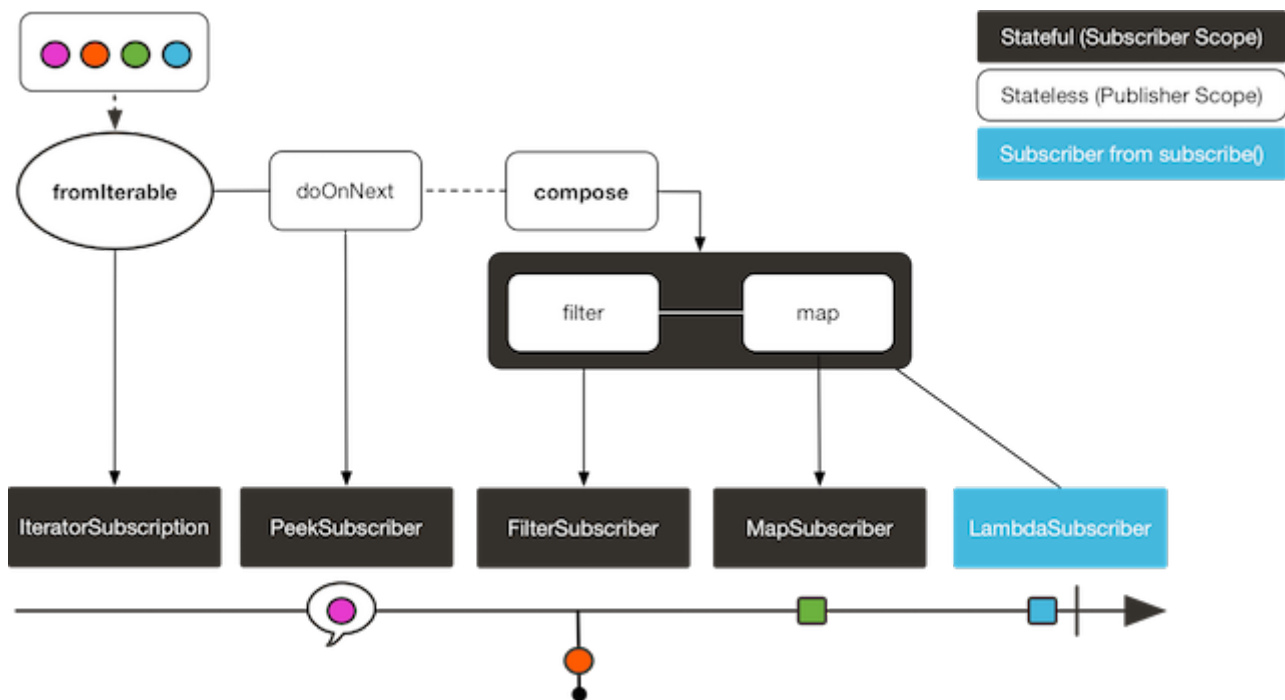 Stateful (Subscriber Scope)
Stateless (Publisher Scope)
Subscriber from subscribe()
fromIterable
doOnNext
compose
filter
map
IteratorSubscription
PeekSubscriber
FilterSubscriber
MapSubscriber
LambdaSubscriber